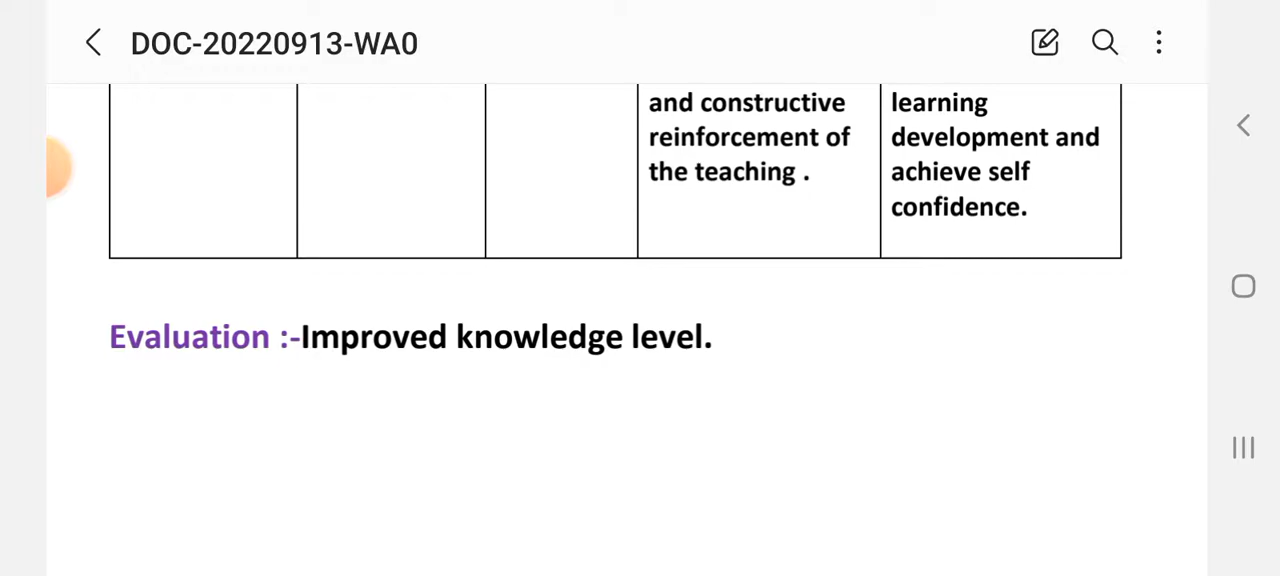 DOC-20220913-WA0
and constructive
reinforcement of
the teaching .
learning
development and
achieve self
confidence.
Evaluation :-Improved knowledge level.